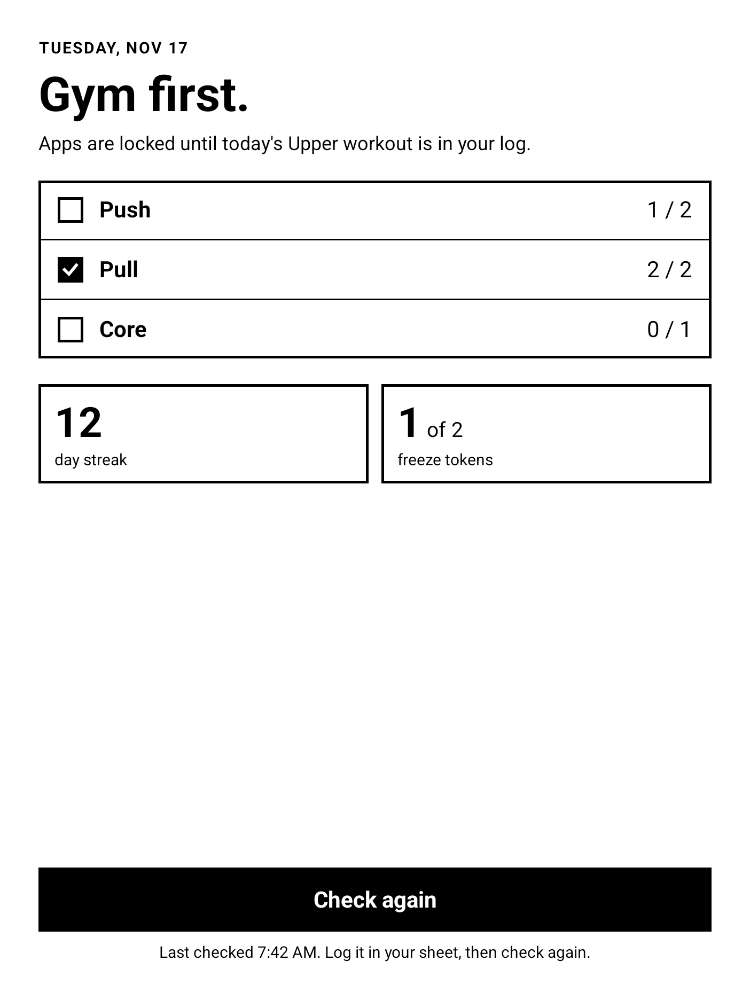 TUESDAY, NOV 17
Gym first.
Apps are locked until today's Upper workout is in your log.
Push 1 / 2
Pull 2 / 2
Core 0 / 1
12
day streak
1 of 2
freeze tokens
Check again
Last checked 7:42 AM. Log it in your sheet, then check again.